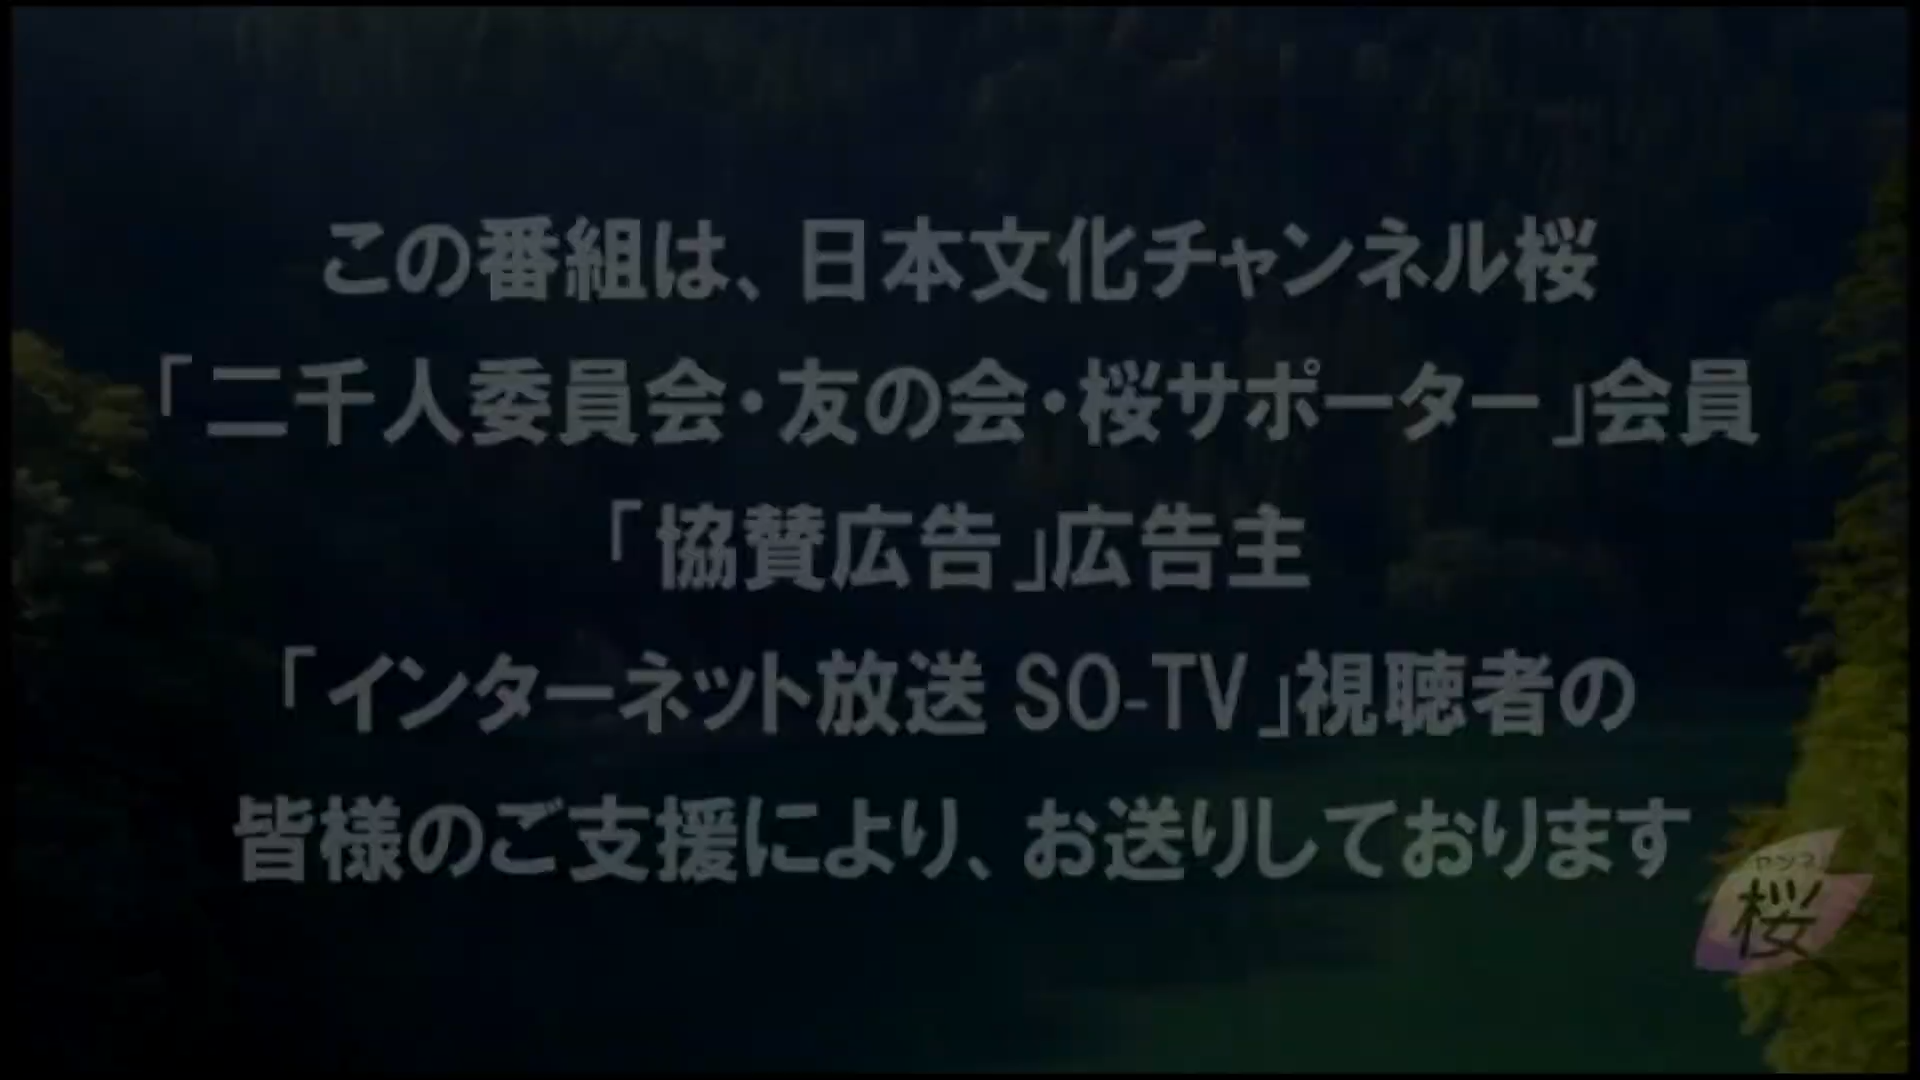 この番組は、日本文化チャンネル桜
「二千人委員会・友の会・桜サポーター」会員
「協賛広告」広告主
「インターネット放送 SO-TV」視聴者の
皆様のご支援により、お送りしております
桜